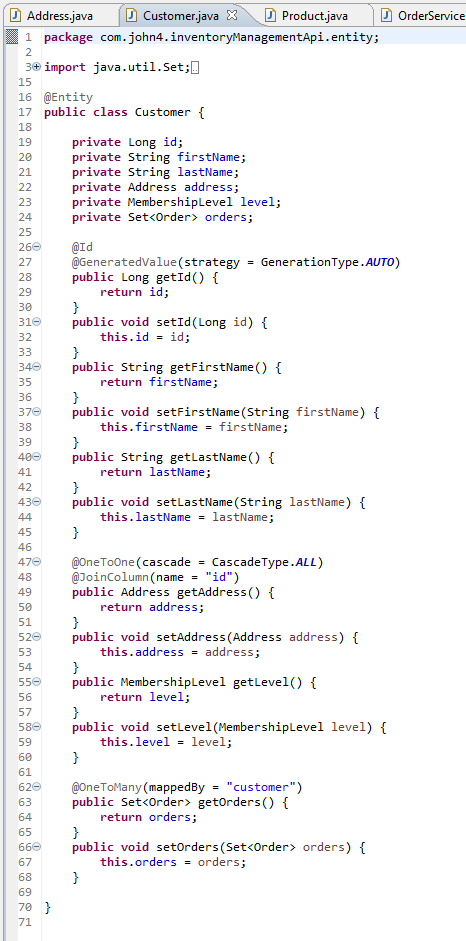 Address.java Customer.java Product.java OrderService
1 package com.john4.inventoryManagementApi.entity;
2
3 import java.util.Set;
15
16 @Entity
17 public class Customer {
18
19 private Long id;
20 private String firstName;
21 private String lastName;
22 private Address address;
23 private MembershipLevel level;
24 private Set<Order> orders;
25
26 @Id
27 @GeneratedValue(strategy = GenerationType.AUTO)
28 public Long getId() {
29 return id;
30 }
31 public void setId(Long id) {
32 this.id = id;
33 }
34 public String getFirstName() {
35 return firstName;
36 }
37 public void setFirstName(String firstName) {
38 this.firstName = firstName;
39 }
40 public String getLastName() {
41 return lastName;
42 }
43 public void setLastName(String lastName) {
44 this.lastName = lastName;
45 }
46
47 @OneToOne(cascade = CascadeType.ALL)
48 @JoinColumn(name = "id")
49 public Address getAddress() {
50 return address;
51 }
52 public void setAddress(Address address) {
53 this.address = address;
54 }
55 public MembershipLevel getLevel() {
56 return level;
57 }
58 public void setLevel(MembershipLevel level) {
59 this.level = level;
60 }
61
62 @OneToMany(mappedBy = "customer")
63 public Set<Order> getOrders() {
64 return orders;
65 }
66 public void setOrders(Set<Order> orders) {
67 this.orders = orders;
68 }
69
70 }
71